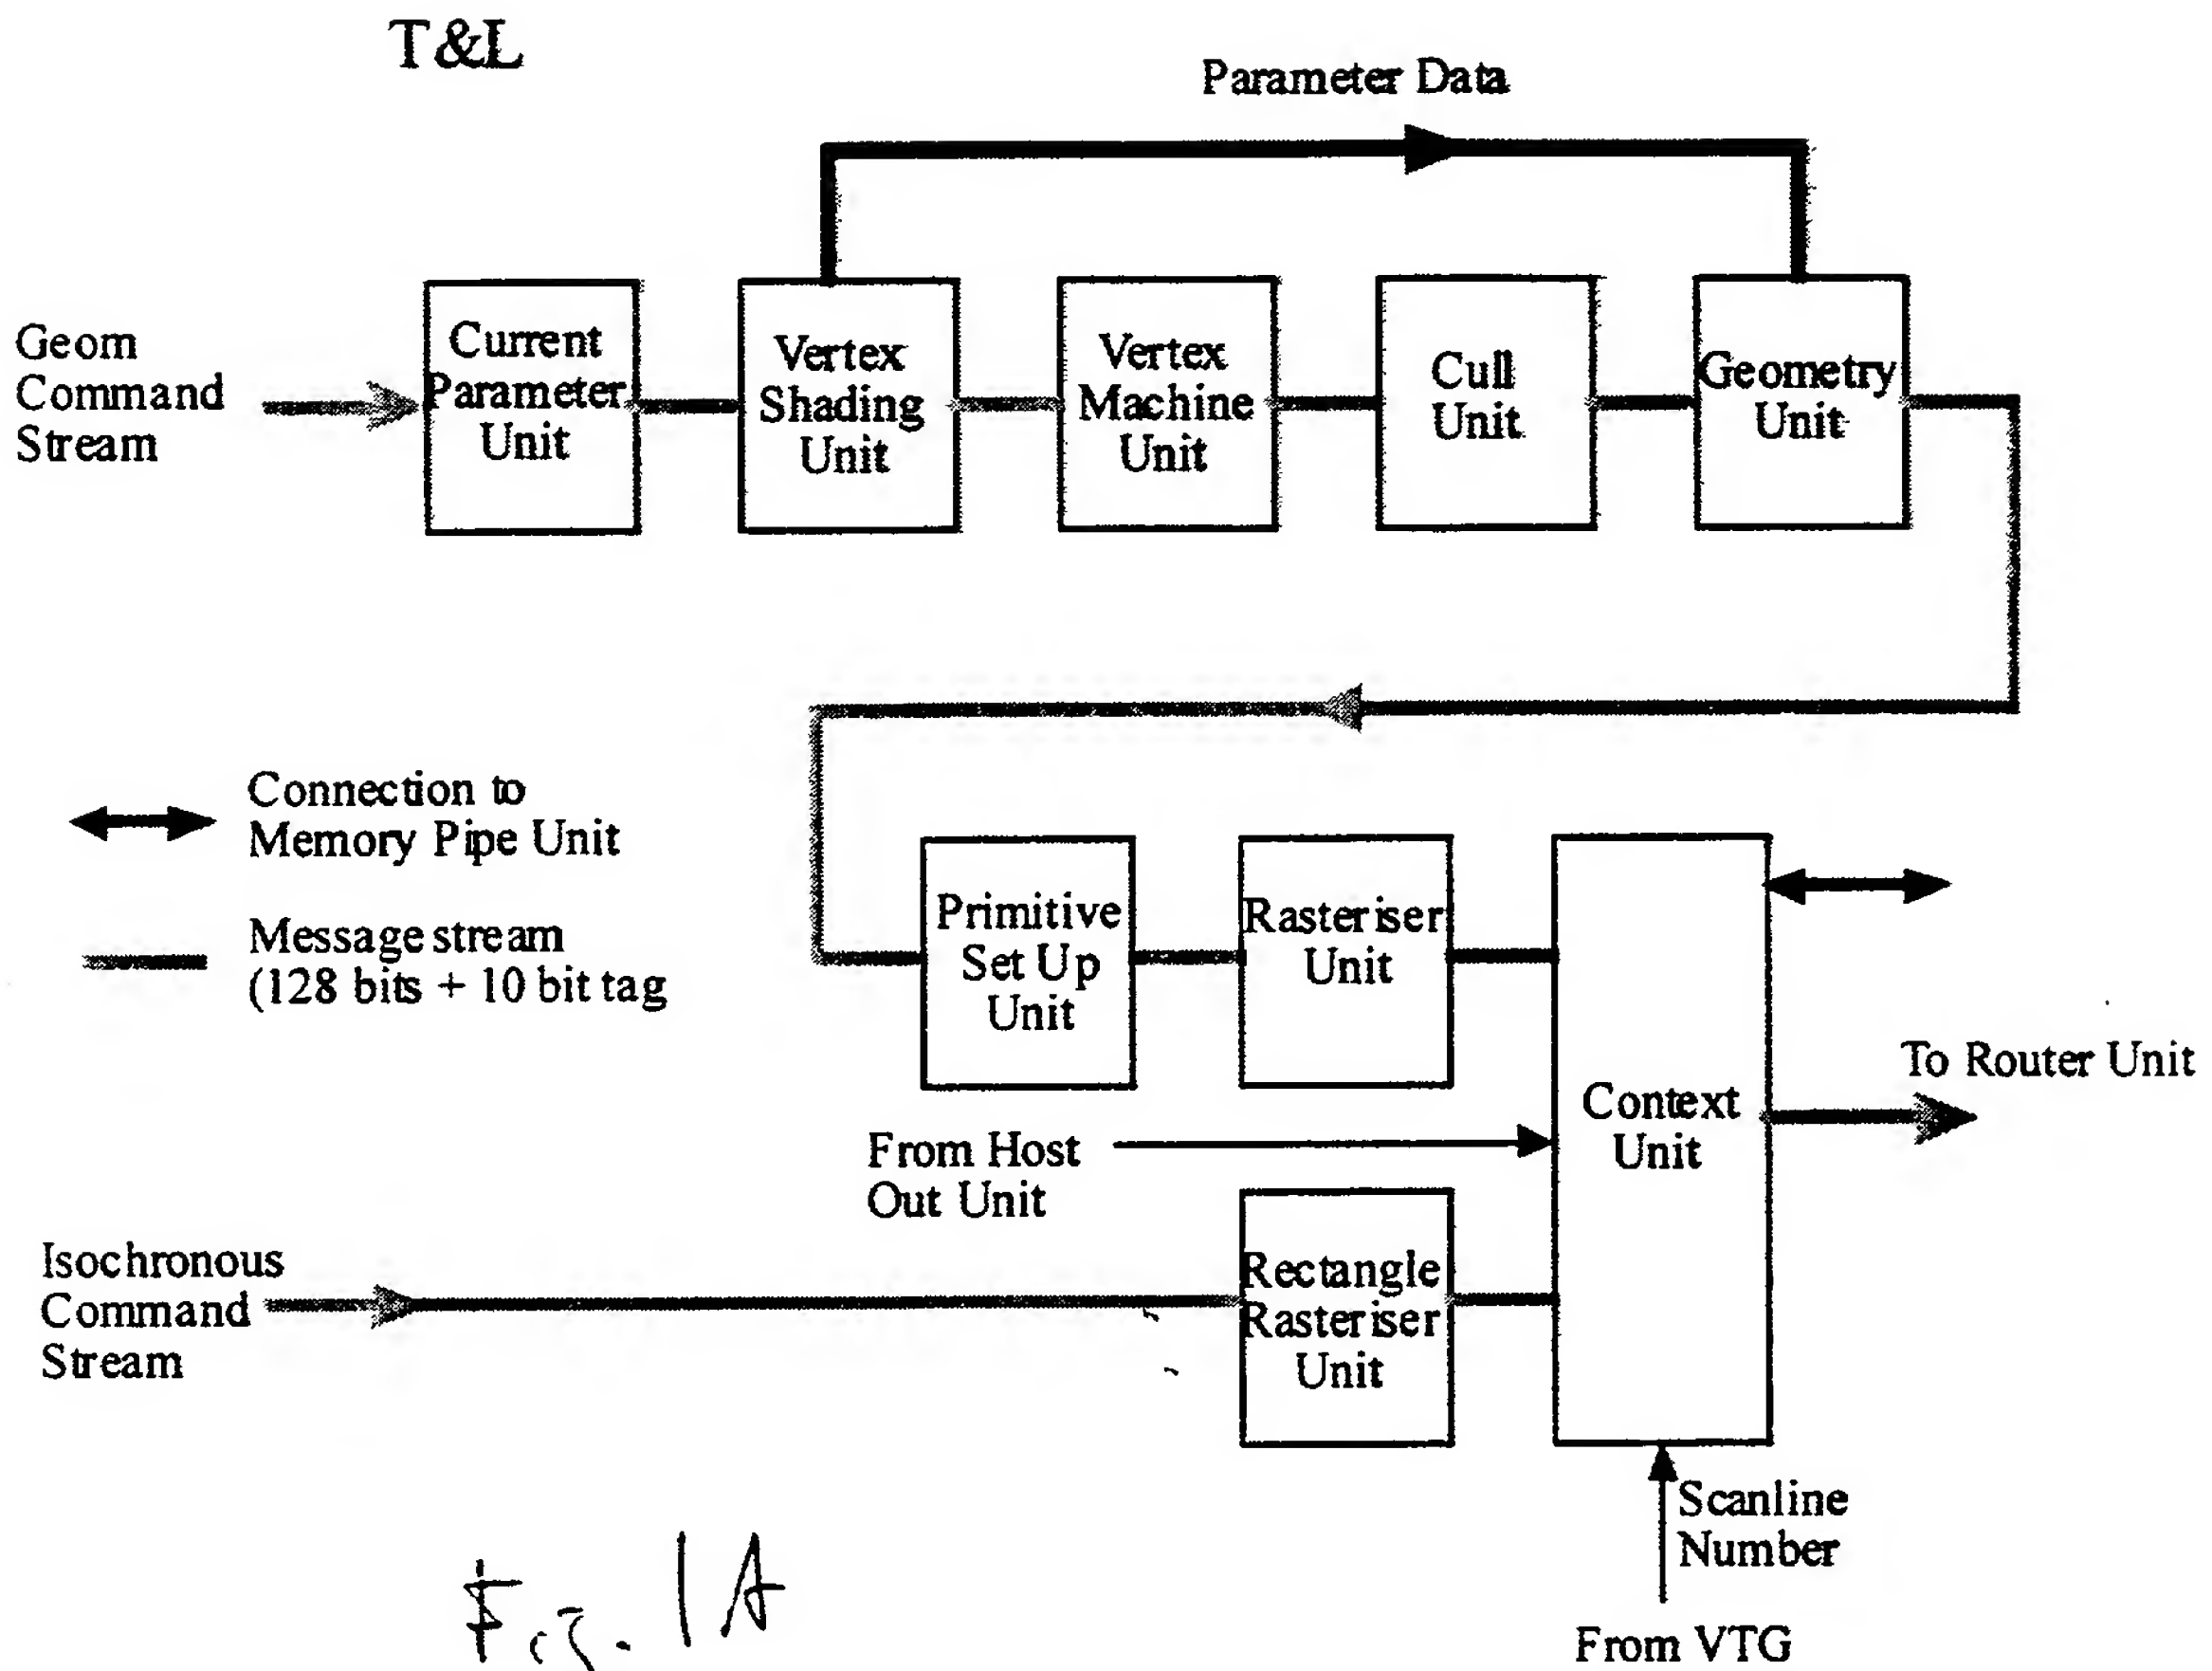 T&L
Parameter Data
Geom
Command
Stream
Current
Parameter
Unit
Vertex
Shading
Unit
Vertex
Machine
Unit
Cull
Unit
Geometry
Unit
Connection to
Memory Pipe Unit
Message stream
(128 bits + 10 bit tag
Primitive
Set Up
Unit
Rasteriser
Unit
Context
Unit
To Router Unit
From Host
Out Unit
Isochronous
Command
Stream
Rectangle
Rasteriser
Unit
Scanline
Number
From VTG
Fig. 1A